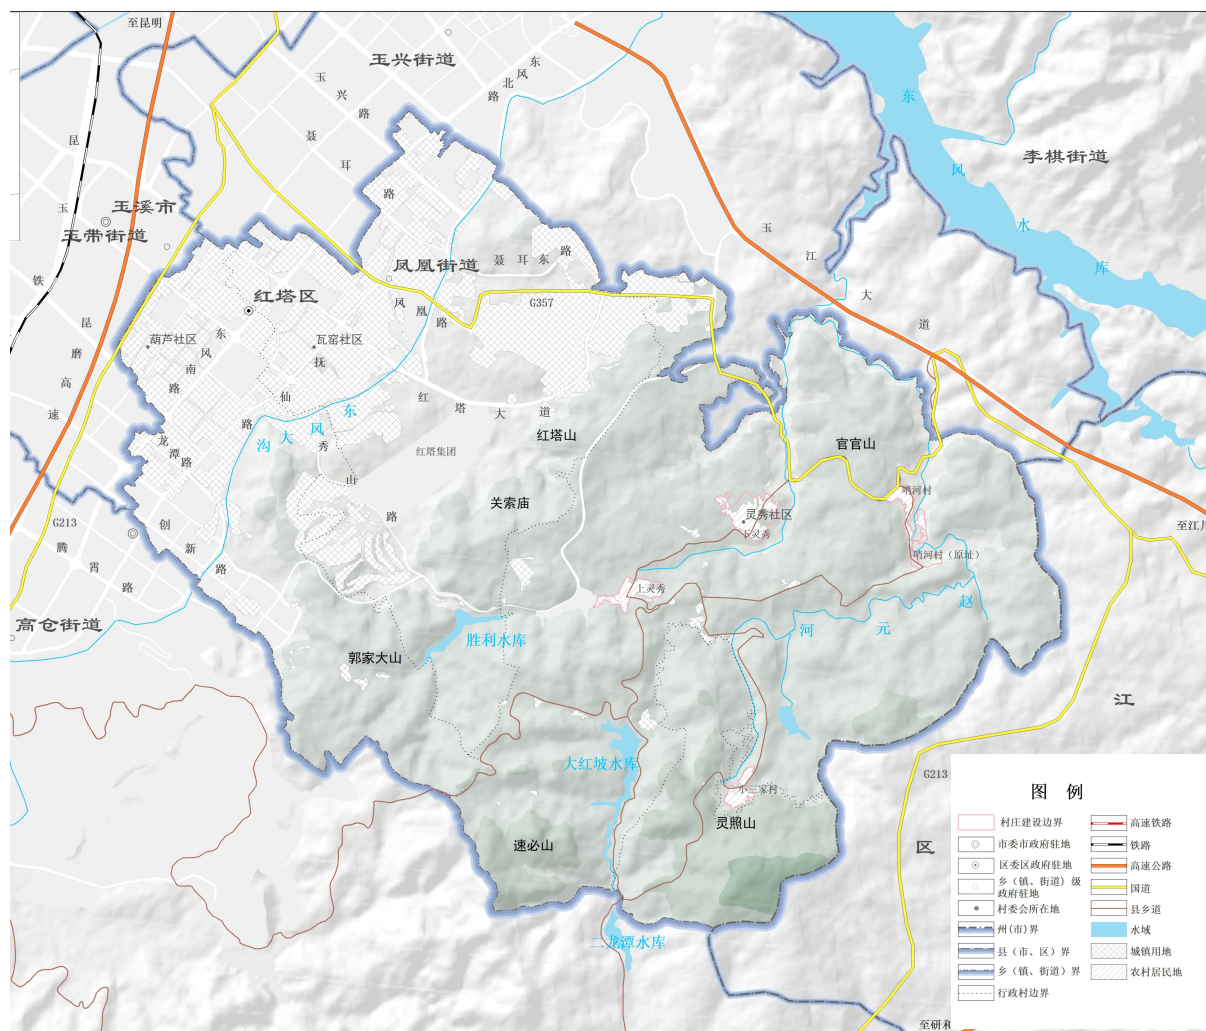 至昆明
玉兴街道
东风北路
玉兴路
聂耳路
东风水库
李棋街道
昆玉铁
玉溪市
玉带街道
凤凰街道
聂耳东路
玉江大道
红塔区
凤凰路
G357
昆磨高速
葫芦社区
瓦窑社区
东风南路
抚仙路
红塔大道
东风大沟
秀山路
龙潭路
红塔山
红塔集团
官官山
关索庙
灵秀社区
下灵秀
哨河村
哨河村（原址）
至江川
G213
腾霄路
创新路
上灵秀
赵元河
高仓街道
胜利水库
郭家大山
江
大红坡水库
G213
小三家村
灵照山
速必山
区
二龙潭水库
至研和
图 例
村庄建设边界
市委市政府驻地
区委区政府驻地
乡（镇、街道）级
政府驻地
村委会所在地
州(市)界
县（市、区）界
乡（镇、街道）界
行政村边界
高速铁路
铁路
高速公路
国道
县乡道
水域
城镇用地
农村居民地